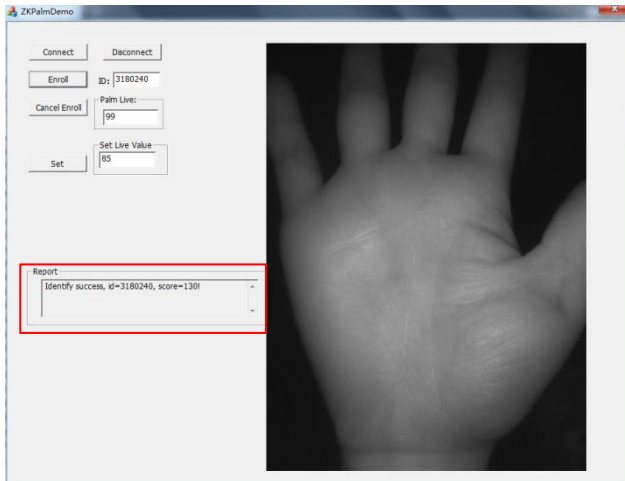 ZKPalmDemo
Connect
Disconnect
Enroll
ID: 3180240
Cancel Enroll
Palm Live:
99
Set Live Value
Set
85
Report
Identify success, id=3180240, score=130!